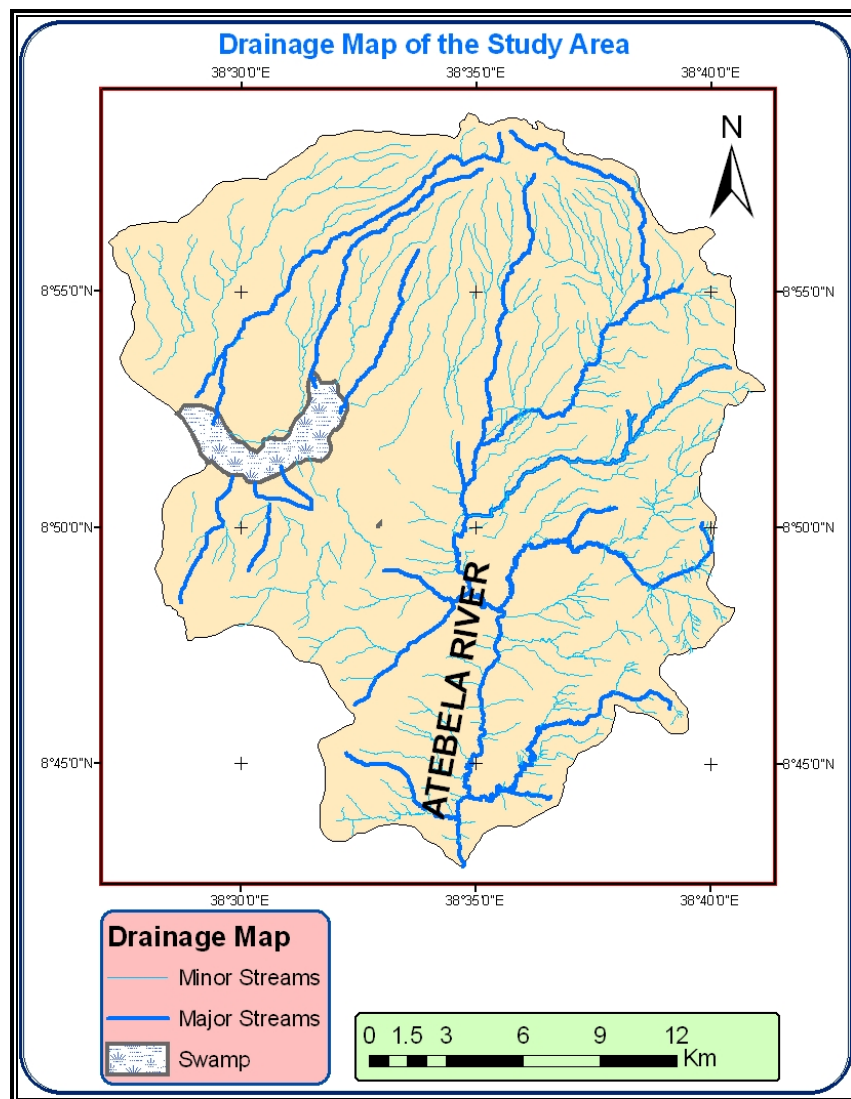 Drainage Map of the Study Area
38°30'0"E 38°35'0"E 38°40'0"E
N
8°55'0"N 8°55'0"N
8°50'0"N 8°50'0"N
ATEBELA RIVER
8°45'0"N 8°45'0"N
38°30'0"E 38°35'0"E 38°40'0"E
Drainage Map
Minor Streams
Major Streams
Swamp
0 1.5 3 6 9 12
Km